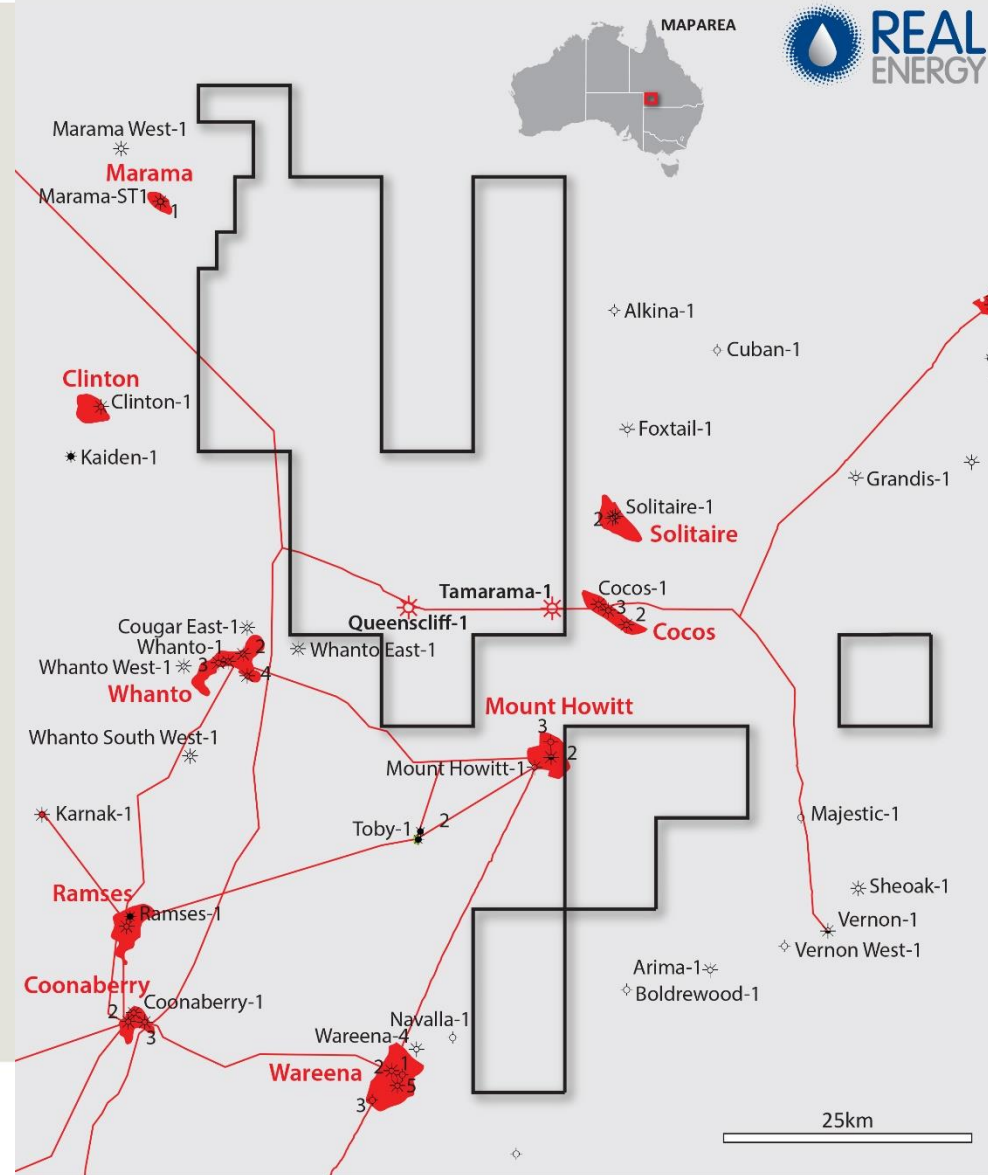 MAPAREA
REAL
ENERGY
Marama West-1
Marama
Marama-ST1
1
Alkina-1
Cuban-1
Clinton
Clinton-1
Foxtail-1
Kaiden-1
Grandis-1
Solitaire-1
2
Solitaire
Tamarama-1
Cocos-1
3
2
Queenscliff-1
Cocos
Cougar East-1
Whanto-1
2
Whanto East-1
Whanto West-1
3
4
Whanto
Mount Howitt
3
Whanto South West-1
2
Mount Howitt-1
Karnak-1
Toby-1
2
Majestic-1
Ramses
Sheoak-1
Ramses-1
Vernon-1
Vernon West-1
Arima-1
Coonaberry
Boldrewood-1
Coonaberry-1
2
3
Navalla-1
Wareena-4
2
1
Wareena
5
3
25km